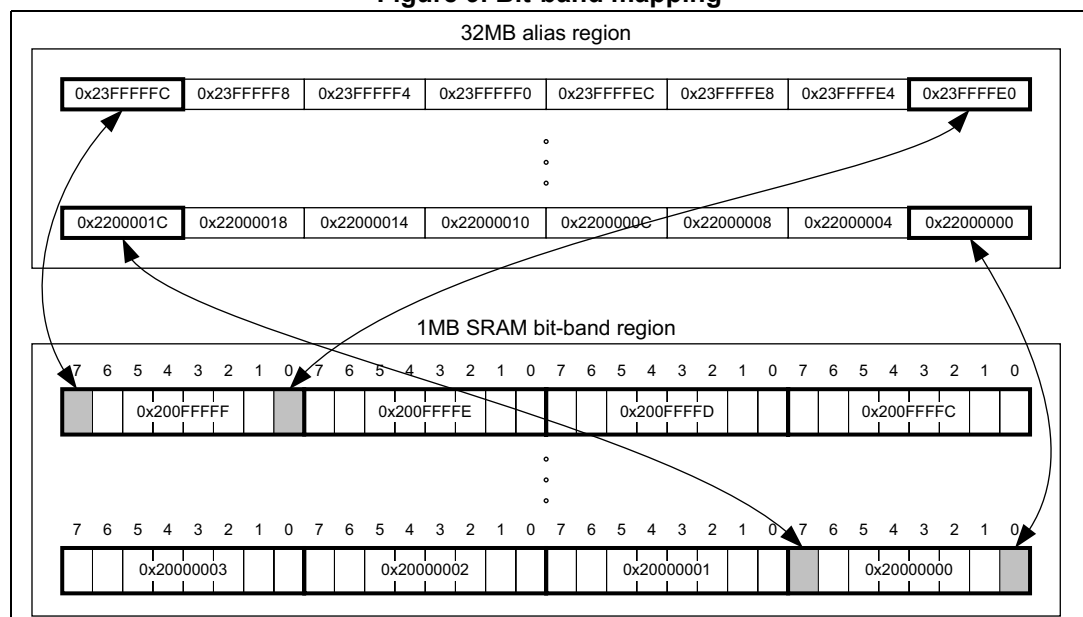 32MB alias region
0x23FFFFFC 0x23FFFFF8 0x23FFFFF4 0x23FFFFF0 0x23FFFFEC 0x23FFFFE8 0x23FFFFE4 0x23FFFFE0
0x2200001C 0x22000018 0x22000014 0x22000010 0x2200000C 0x22000008 0x22000004 0x22000000
1MB SRAM bit-band region
7 6 5 4 3 2 1 0 7 6 5 4 3 2 1 0 7 6 5 4 3 2 1 0 7 6 5 4 3 2 1 0
0x200FFFFF 0x200FFFFE 0x200FFFFD 0x200FFFFC
7 6 5 4 3 2 1 0 7 6 5 4 3 2 1 0 7 6 5 4 3 2 1 0 7 6 5 4 3 2 1 0
0x20000003 0x20000002 0x20000001 0x20000000